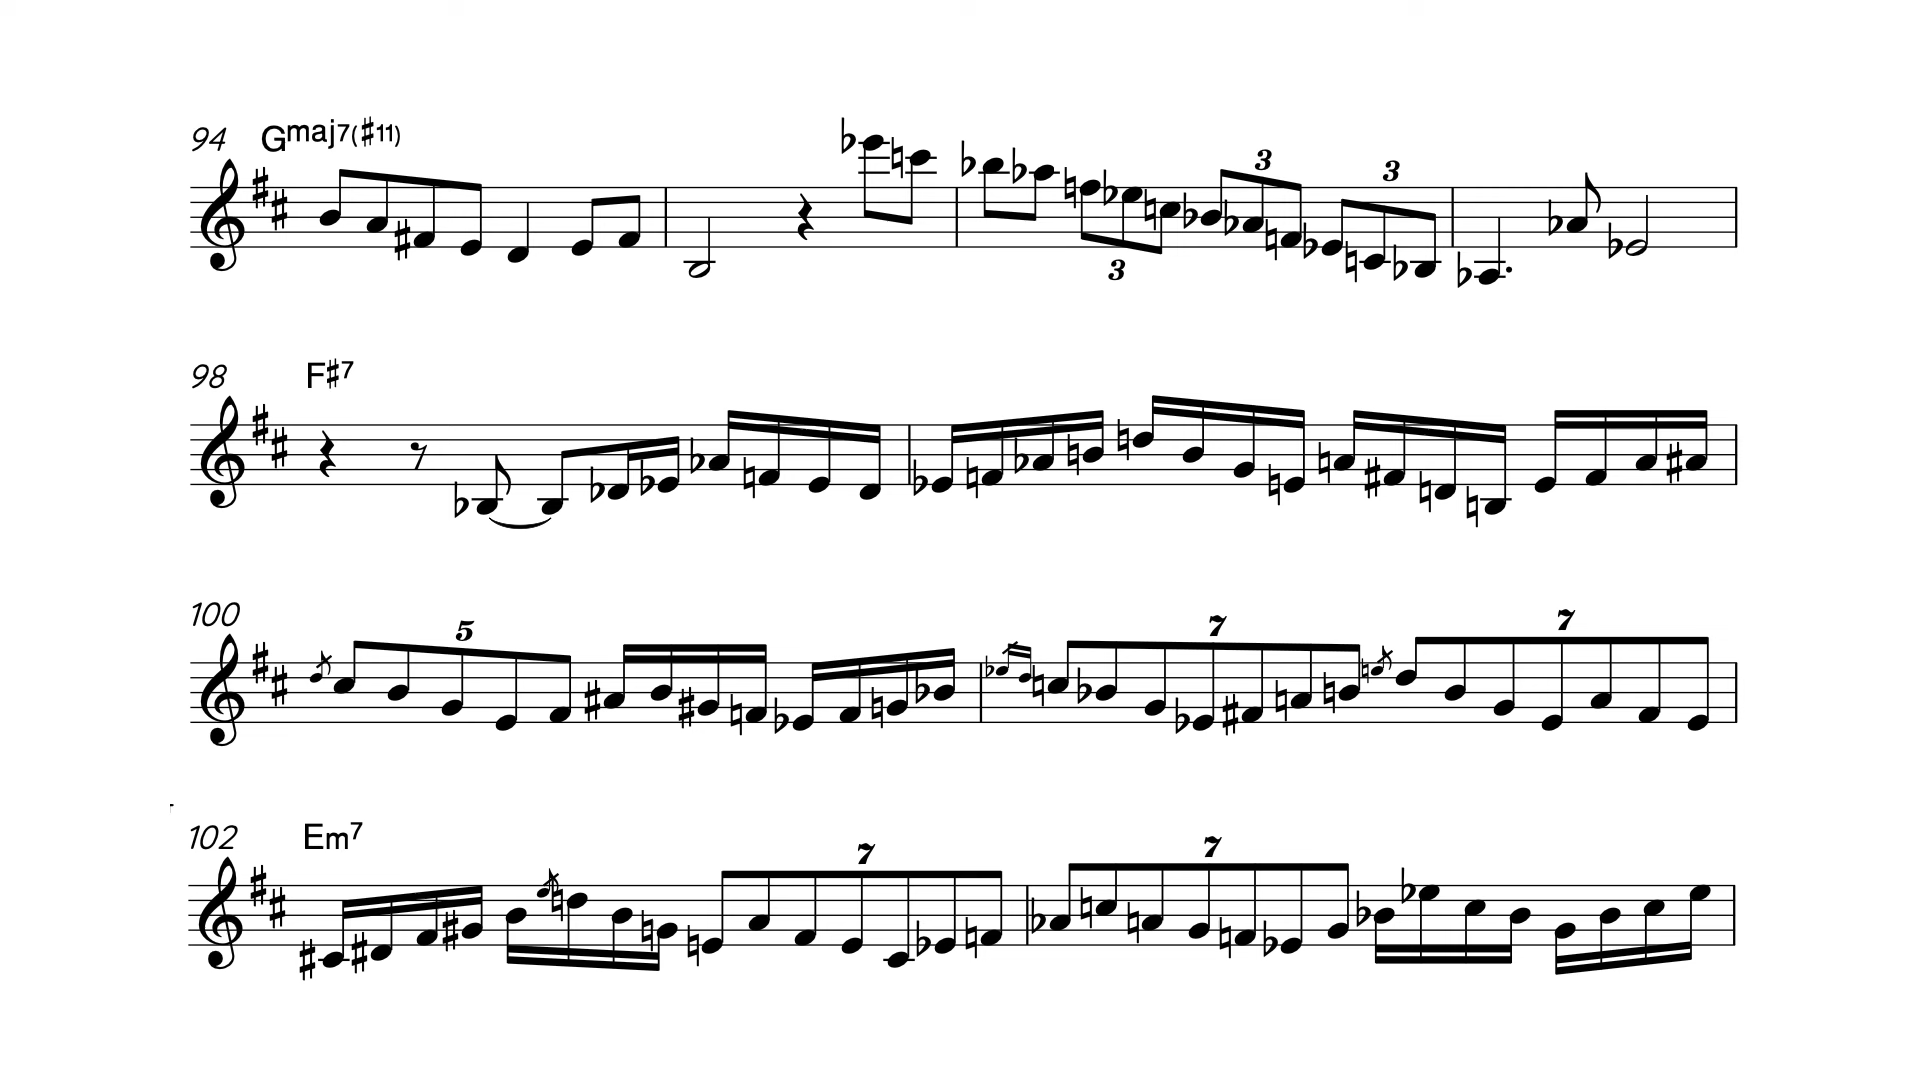 94 Gmaj7(♯11)
3 3
3
98 F♯7
100 5 7 7
102 Em7 7 7